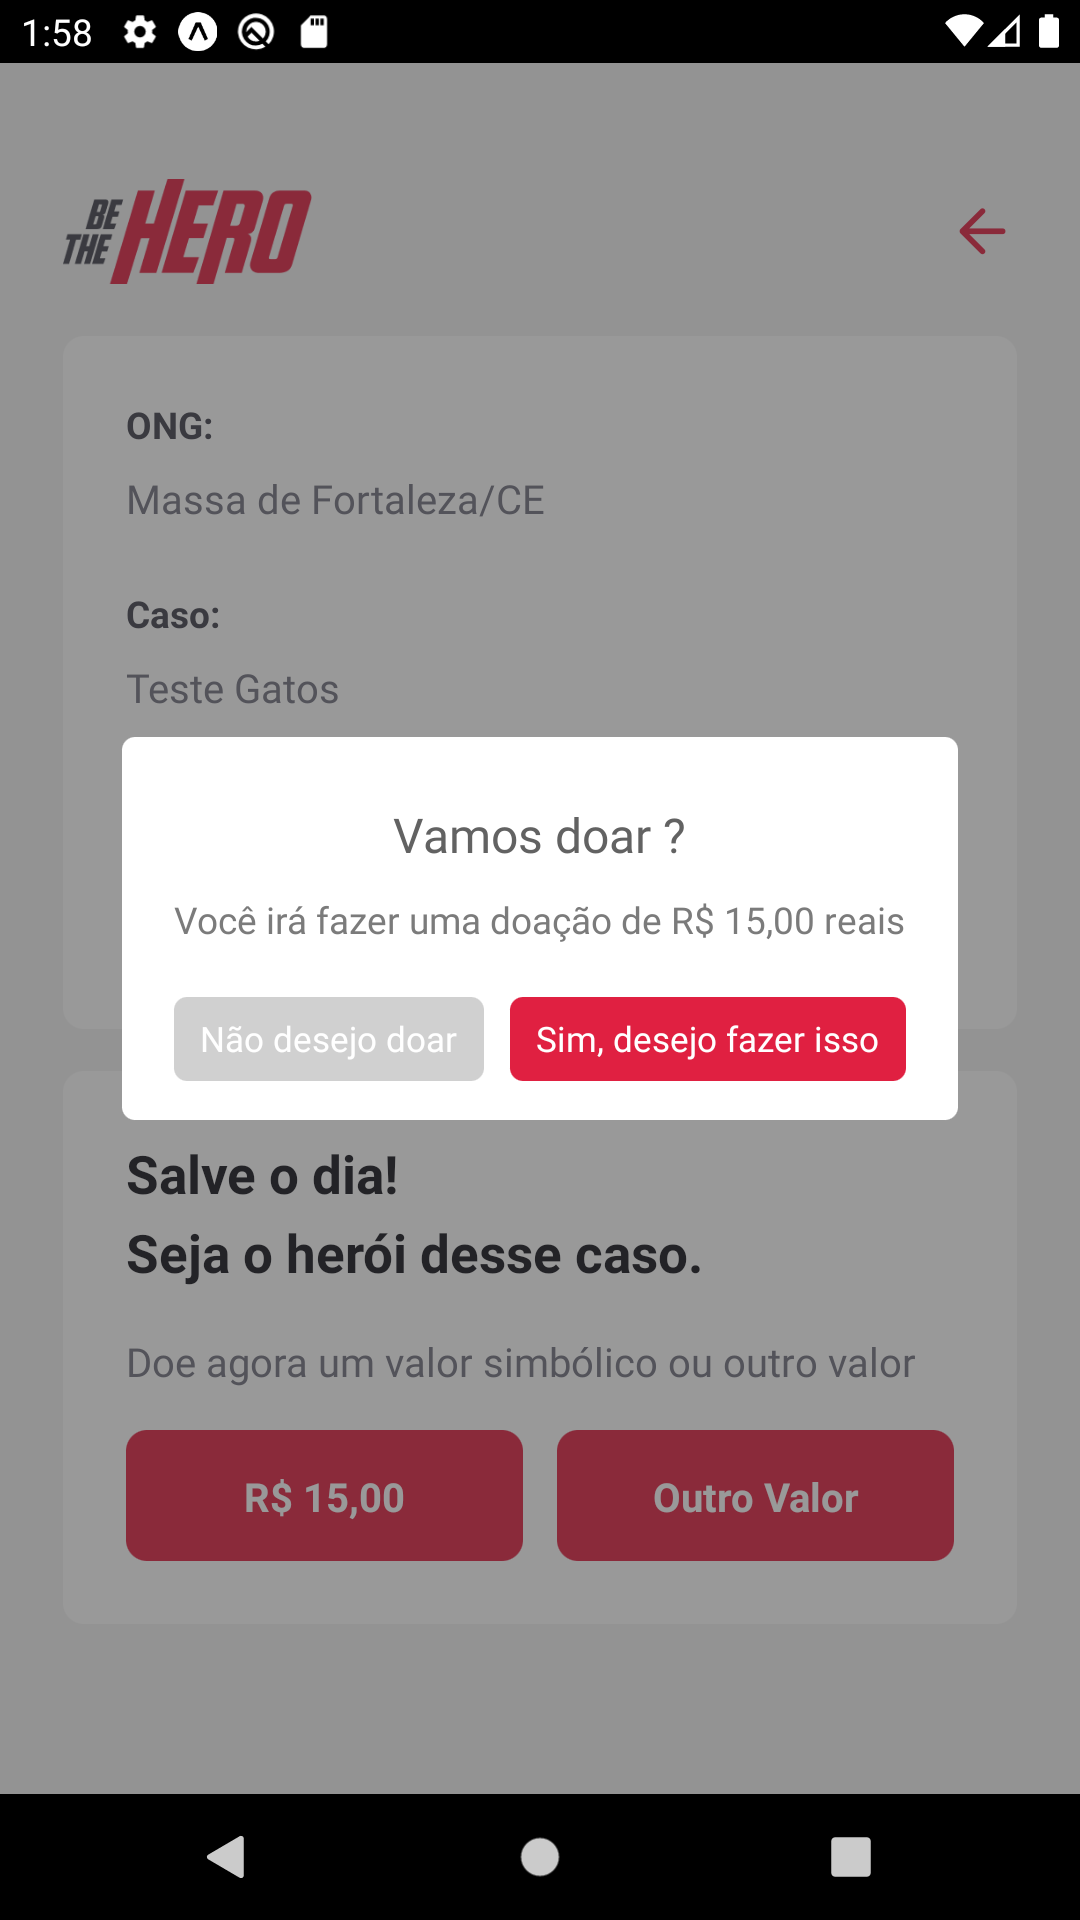 1:58
BE
THE
HERO
ONG:
Massa de Fortaleza/CE
Caso:
Teste Gatos
Vamos doar ?
Você irá fazer uma doação de R$ 15,00 reais
Não desejo doar
Sim, desejo fazer isso
Salve o dia!
Seja o herói desse caso.
Doe agora um valor simbólico ou outro valor
R$ 15,00
Outro Valor